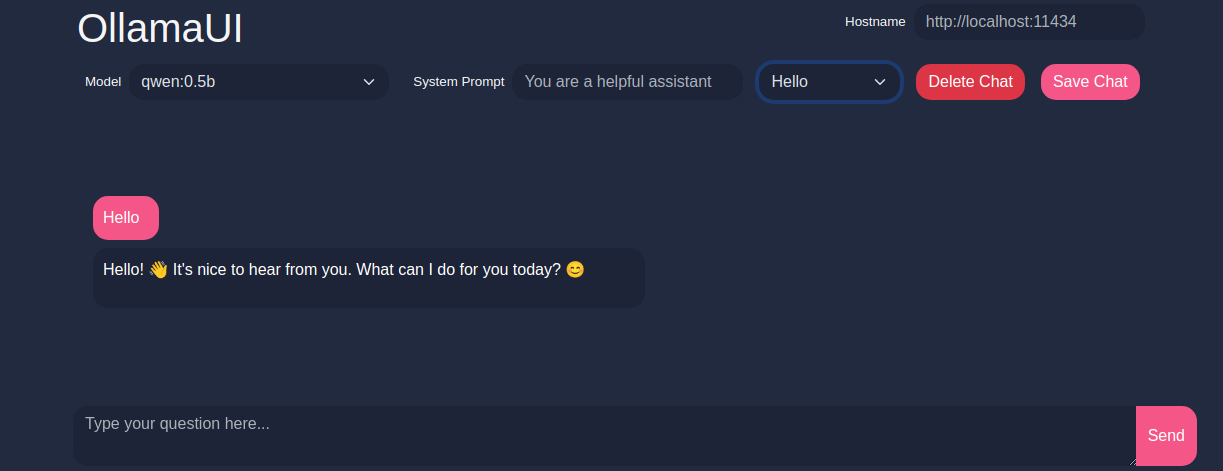 OllamaUI
Hostname http://localhost:11434
Model qwen:0.5b System Prompt You are a helpful assistant Hello Delete Chat Save Chat
Hello
Hello! 👋 It's nice to hear from you. What can I do for you today? 😊
Type your question here...
Send